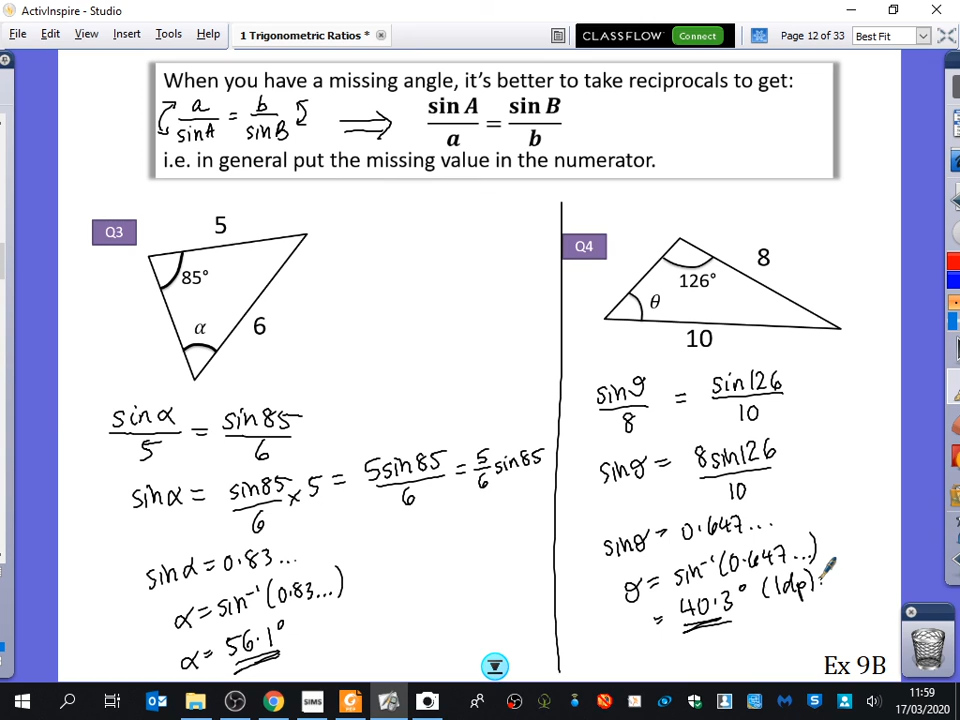 ActivInspire - Studio
File Edit View Insert Tools Help
1 Trigonometric Ratios *
CLASSFLOW Connect
Page 12 of 33
Best Fit
When you have a missing angle, it's better to take reciprocals to get:
a/sinA = b/sinB ⟹ sin A/a = sin B/b
i.e. in general put the missing value in the numerator.
Q3
5
85°
α
6
sinα/5 = sin85/6
sinα = sin85/6 × 5 = 5sin85/6 = 5/6 sin85
sinα = 0.83...
α = sin⁻¹(0.83...)
α = 56.1°
Q4
8
126°
θ
10
sinθ/8 = sin126/10
sinθ = 8sin126/10
sinθ = 0.647...
θ = sin⁻¹(0.647...)
= 40.3° (1dp)
Ex 9B
SIMS
11:59
17/03/2020